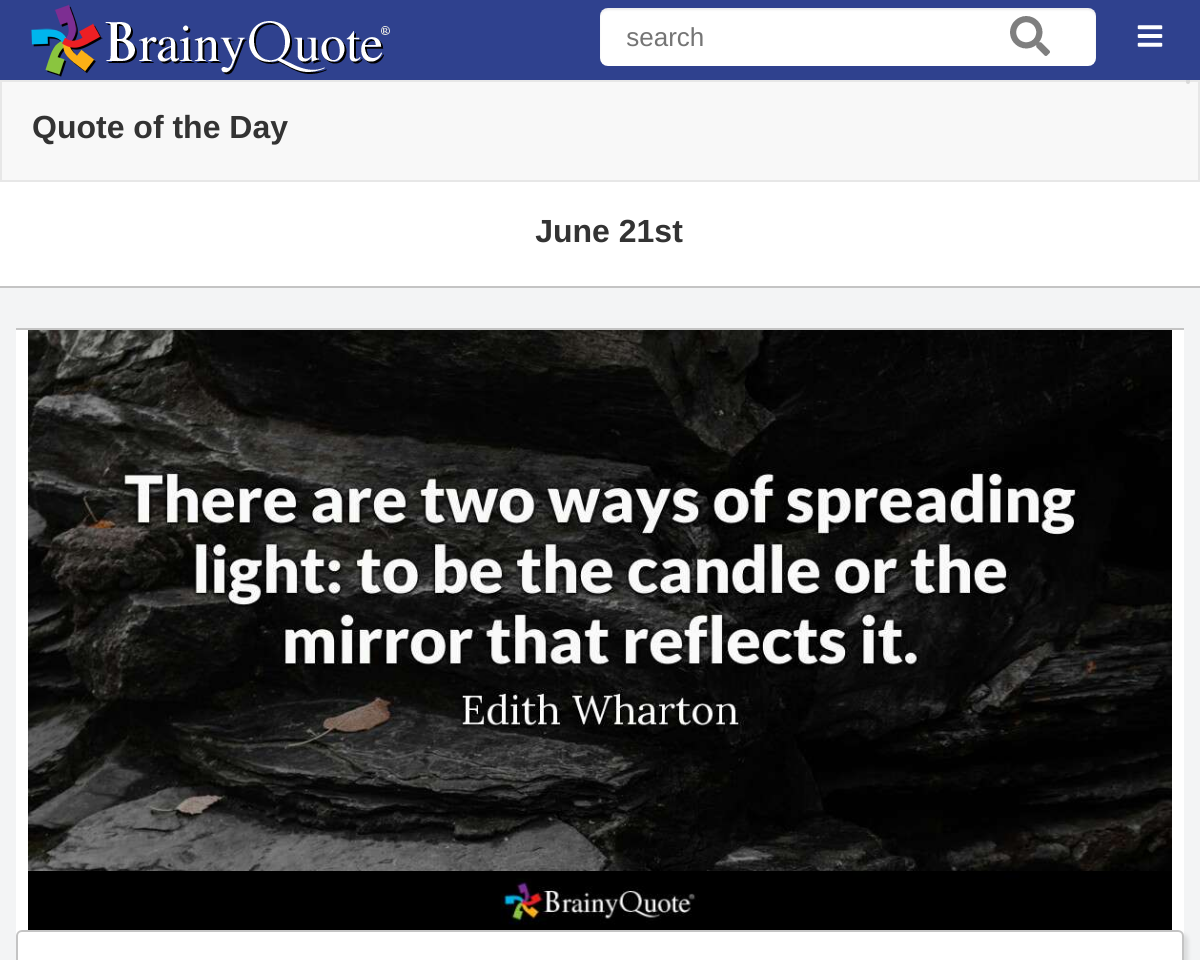 BrainyQuote®
search
Quote of the Day
June 21st
There are two ways of spreading
light: to be the candle or the
mirror that reflects it.
Edith Wharton
BrainyQuote®